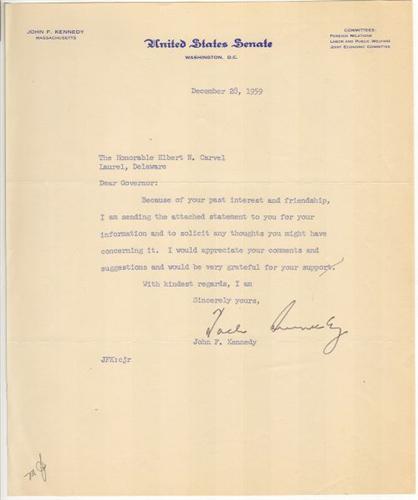 JOHN F. KENNEDY
MASSACHUSETTS
United States Senate
WASHINGTON, D.C.
COMMITTEES:
FOREIGN RELATIONS
LABOR AND PUBLIC WELFARE
JOINT ECONOMIC COMMITTEE
December 28, 1959
The Honorable Elbert N. Carvel
Laurel, Delaware
Dear Governor:
Because of your past interest and friendship,
I am sending the attached statement to you for your
information and to solicit any thoughts you might have
concerning it. I would appreciate your comments and
suggestions and would be very grateful for your support.
With kindest regards, I am
Sincerely yours,
Jack Kennedy
John F. Kennedy
JFK:cjr